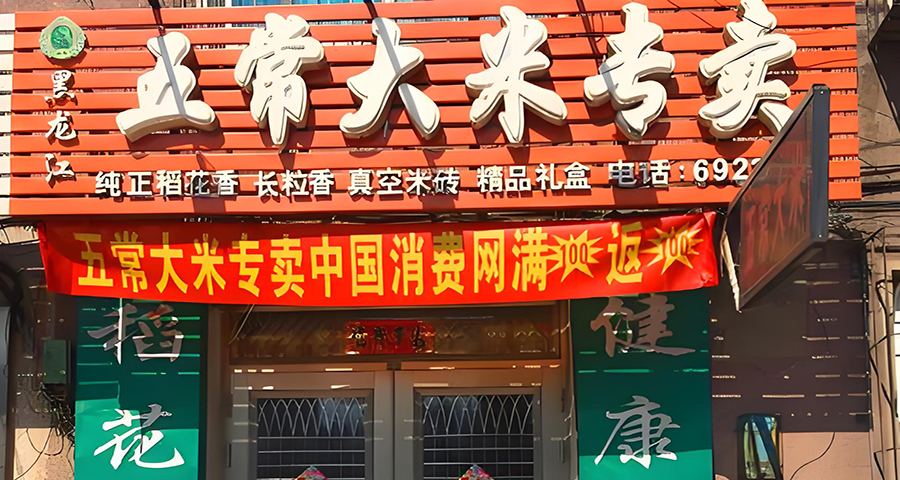 黑龙江
五常大米专卖
纯正稻花香 长粒香 真空米砖 精品礼盒 电话:692
五常大米专卖中国消费网满100返100
稻花
健康